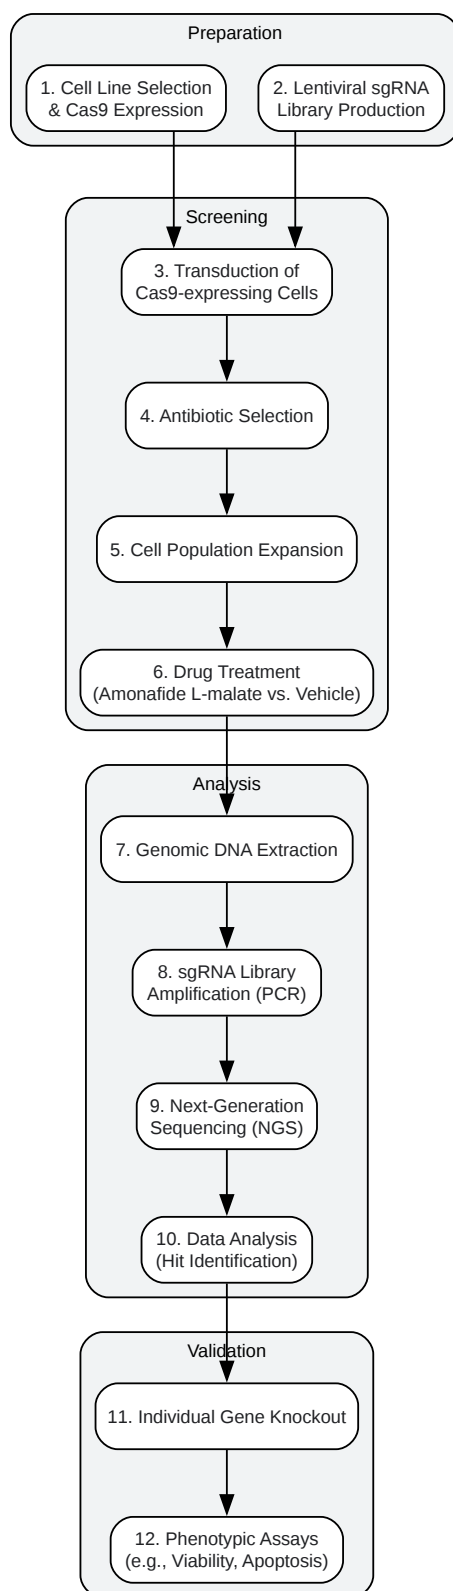 Preparation
1. Cell Line Selection
& Cas9 Expression
2. Lentiviral sgRNA
Library Production
Screening
3. Transduction of
Cas9-expressing Cells
4. Antibiotic Selection
5. Cell Population Expansion
6. Drug Treatment
(Amonafide L-malate vs. Vehicle)
Analysis
7. Genomic DNA Extraction
8. sgRNA Library
Amplification (PCR)
9. Next-Generation
Sequencing (NGS)
10. Data Analysis
(Hit Identification)
Validation
11. Individual Gene Knockout
12. Phenotypic Assays
(e.g., Viability, Apoptosis)